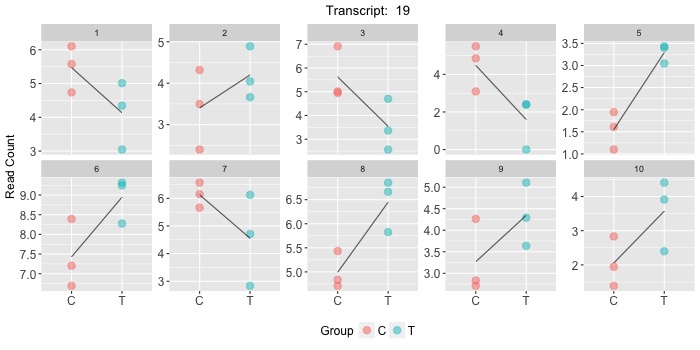 Transcript: 19
1 2 3 4 5
6 5 4 3
5 4 3
7 6 5 4 3
4 2 0
3.5 3.0 2.5 2.0 1.5 1.0
Read Count
6 7 8 9 10
9.0 8.5 8.0 7.5 7.0
6 5 4 3
6.5 6.0 5.5 5.0
5.0 4.5 4.0 3.5 3.0
4 3 2
C T C T C T C T C T
Group C T